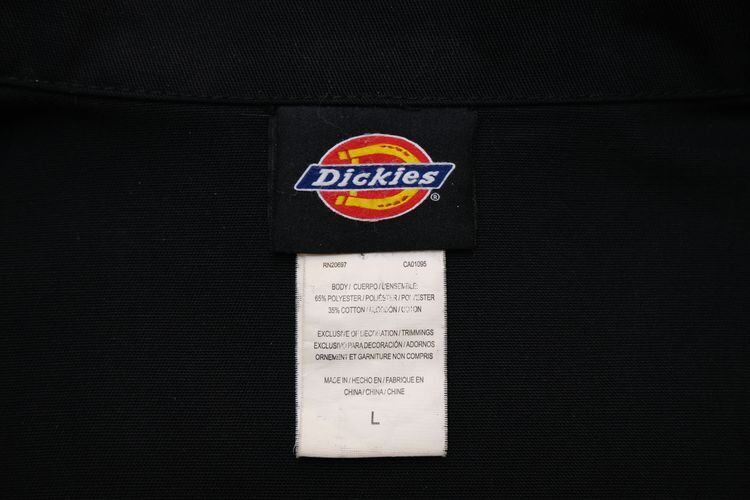 Dickies
®
RN20697 CA01095
BODY / CUERPO / L'ENSEMBLE:
65% POLYESTER / POLIÉSTER / POLYESTER
35% COTTON / ALGODÓN / COTON
EXCLUSIVE OF DECORATION / TRIMMINGS
EXCLUSIVO PARA DECORACIÓN / ADORNOS
ORNEMENT ET GARNITURE NON COMPRIS
MADE IN / HECHO EN / FABRIQUE EN
CHINA / CHINA / CHINE
L